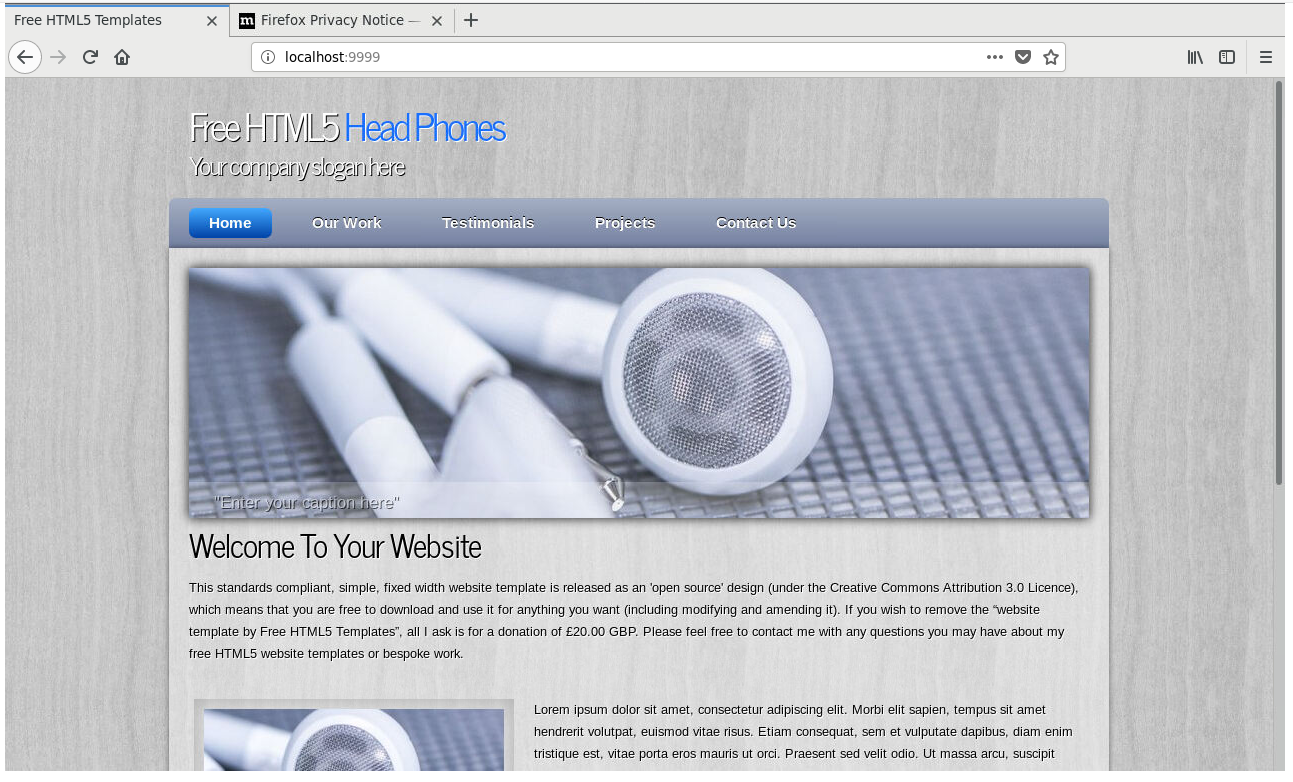 Free HTML5 Templates
m Firefox Privacy Notice —
localhost:9999
Free HTML5 Head Phones
Your company slogan here
Home Our Work Testimonials Projects Contact Us
"Enter your caption here"
Welcome To Your Website
This standards compliant, simple, fixed width website template is released as an 'open source' design (under the Creative Commons Attribution 3.0 Licence),
which means that you are free to download and use it for anything you want (including modifying and amending it). If you wish to remove the “website
template by Free HTML5 Templates”, all I ask is for a donation of £20.00 GBP. Please feel free to contact me with any questions you may have about my
free HTML5 website templates or bespoke work.
Lorem ipsum dolor sit amet, consectetur adipiscing elit. Morbi elit sapien, tempus sit amet
hendrerit volutpat, euismod vitae risus. Etiam consequat, sem et vulputate dapibus, diam enim
tristique est, vitae porta eros mauris ut orci. Praesent sed velit odio. Ut massa arcu, suscipit